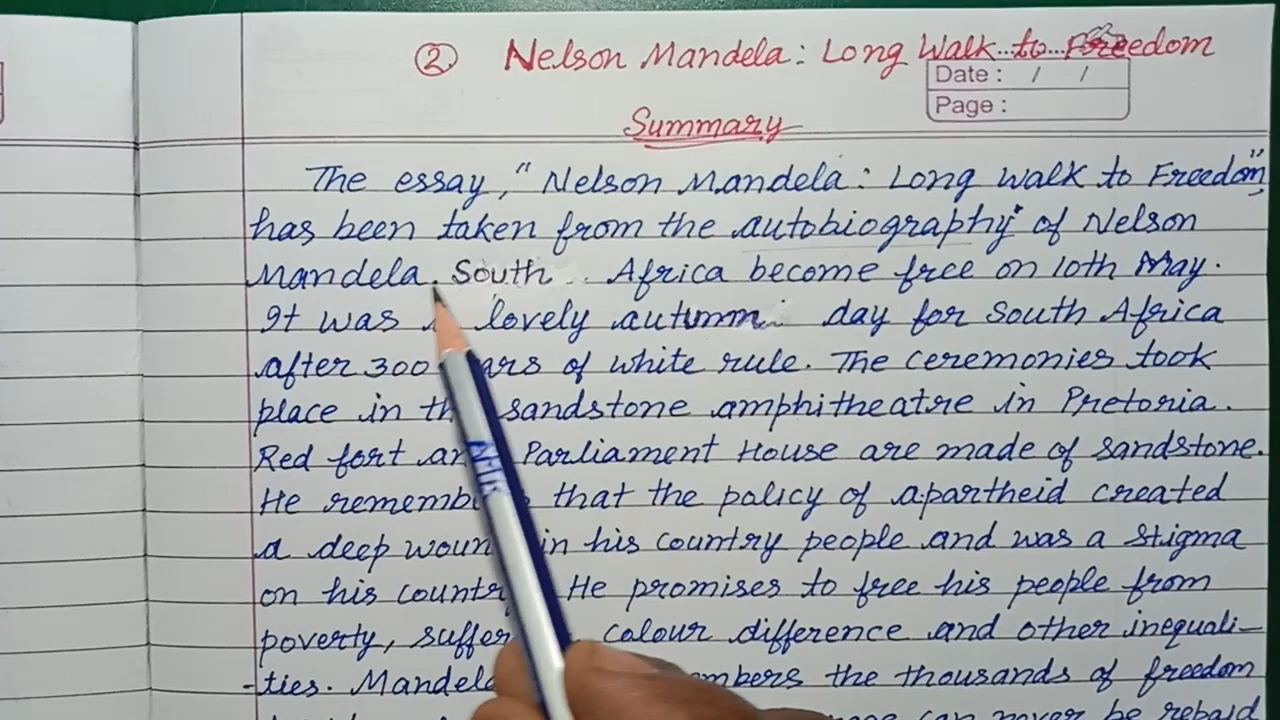 ② Nelson Mandela: Long Walk to Freedom
Date : / /
Page :
Summary
The essay, "Nelson Mandela: Long Walk to Freedom",
has been taken from the autobiography of Nelson
Mandela. South Africa become free on 10th May.
It was lovely autumn day for South Africa
after 300 of white rule. The ceremonies took
place in sandstone amphitheatre in Pretoria.
Red fort Parliament House are made of sandstone.
He that the policy of apartheid created
a deep in his country people and was a stigma
on his He promises to free his people from
poverty, colour difference and other inequali-
-ties. the thousands of freedom
never be repaid